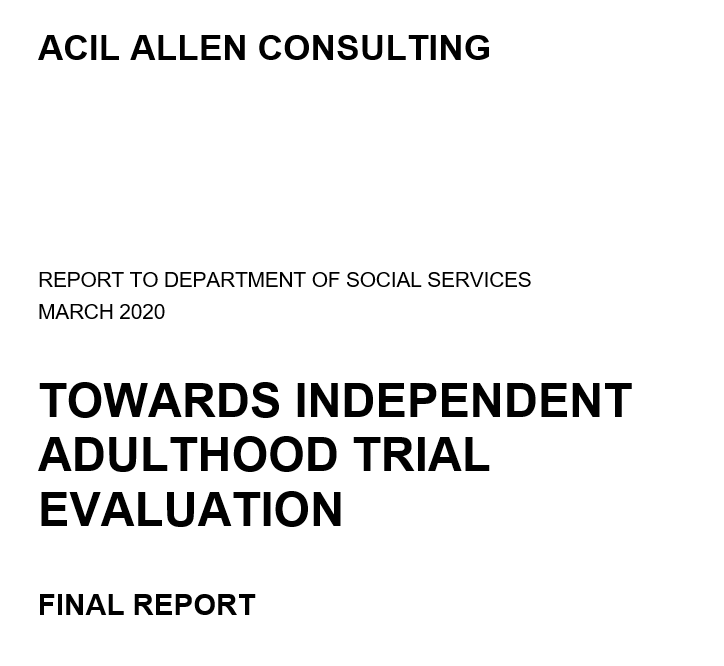 ACIL ALLEN CONSULTING
REPORT TO DEPARTMENT OF SOCIAL SERVICES
MARCH 2020
TOWARDS INDEPENDENT
ADULTHOOD TRIAL
EVALUATION
FINAL REPORT